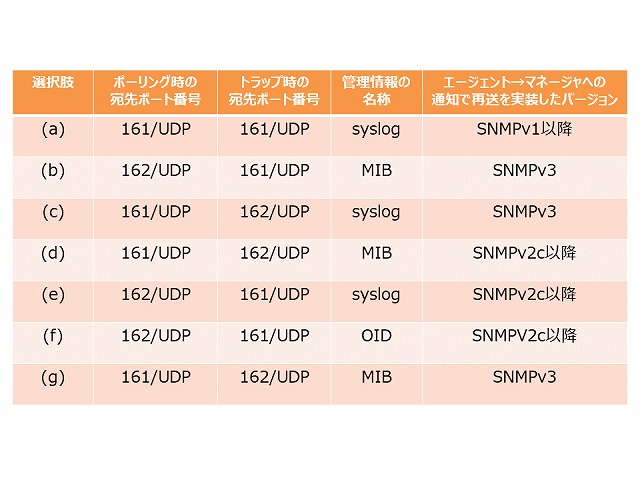 選択肢 ポーリング時の宛先ポート番号 トラップ時の宛先ポート番号 管理情報の名称 エージェント→マネージャへの通知で再送を実装したバージョン
(a) 161/UDP 161/UDP syslog SNMPv1以降
(b) 162/UDP 161/UDP MIB SNMPv3
(c) 161/UDP 162/UDP syslog SNMPv3
(d) 161/UDP 162/UDP MIB SNMPv2c以降
(e) 162/UDP 161/UDP syslog SNMPv2c以降
(f) 162/UDP 161/UDP OID SNMPV2c以降
(g) 161/UDP 162/UDP MIB SNMPv3